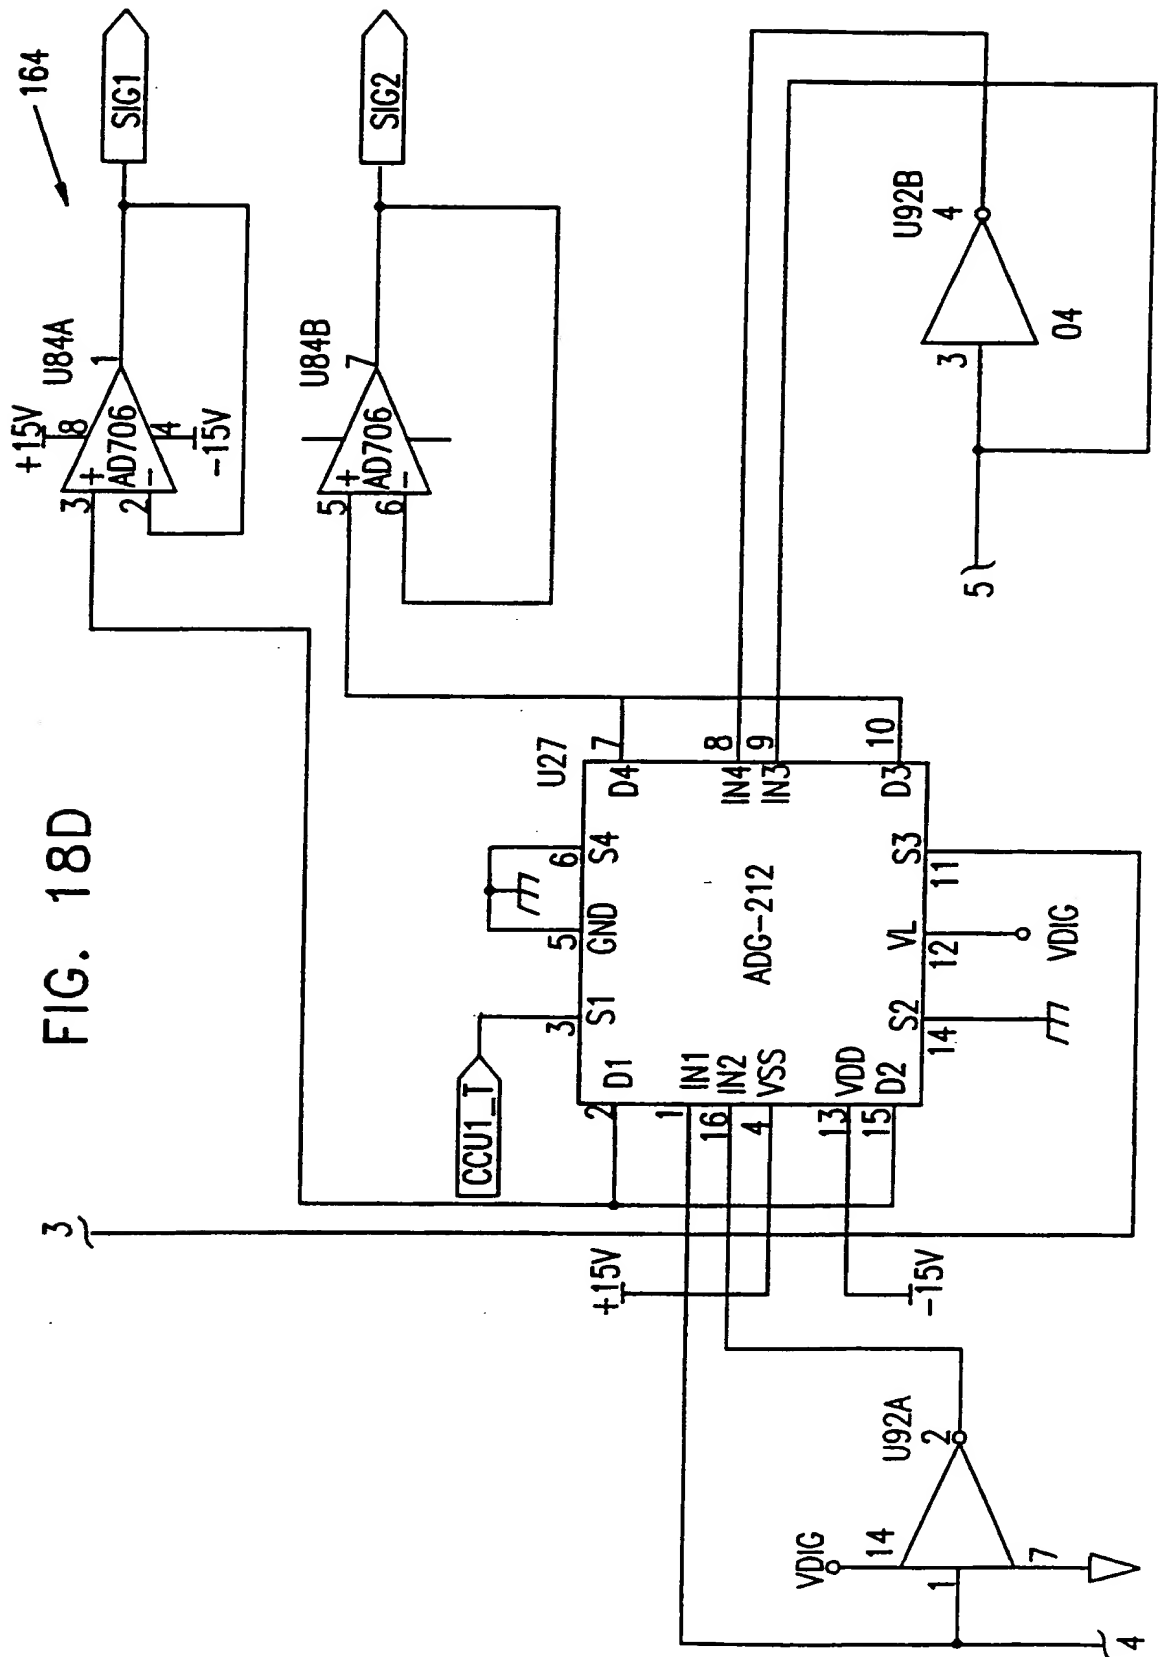 FIG. 18D
164
SIG1
SIG2
U84A
+15V
8
3
+
AD706
1
2
-
4
-15V
U84B
5
+
AD706
7
6
-
U92B
3
4
04
5
3
CCU1_T
U27
ADG-212
2
D1
3
S1
5
GND
6
S4
7
D4
1
IN1
16
IN2
4
VSS
13
VDD
15
D2
8
IN4
9
IN3
10
D3
14
S2
12
VL
11
S3
VDIG
+15V
-15V
U92A
VDIG
14
1
2
7
4